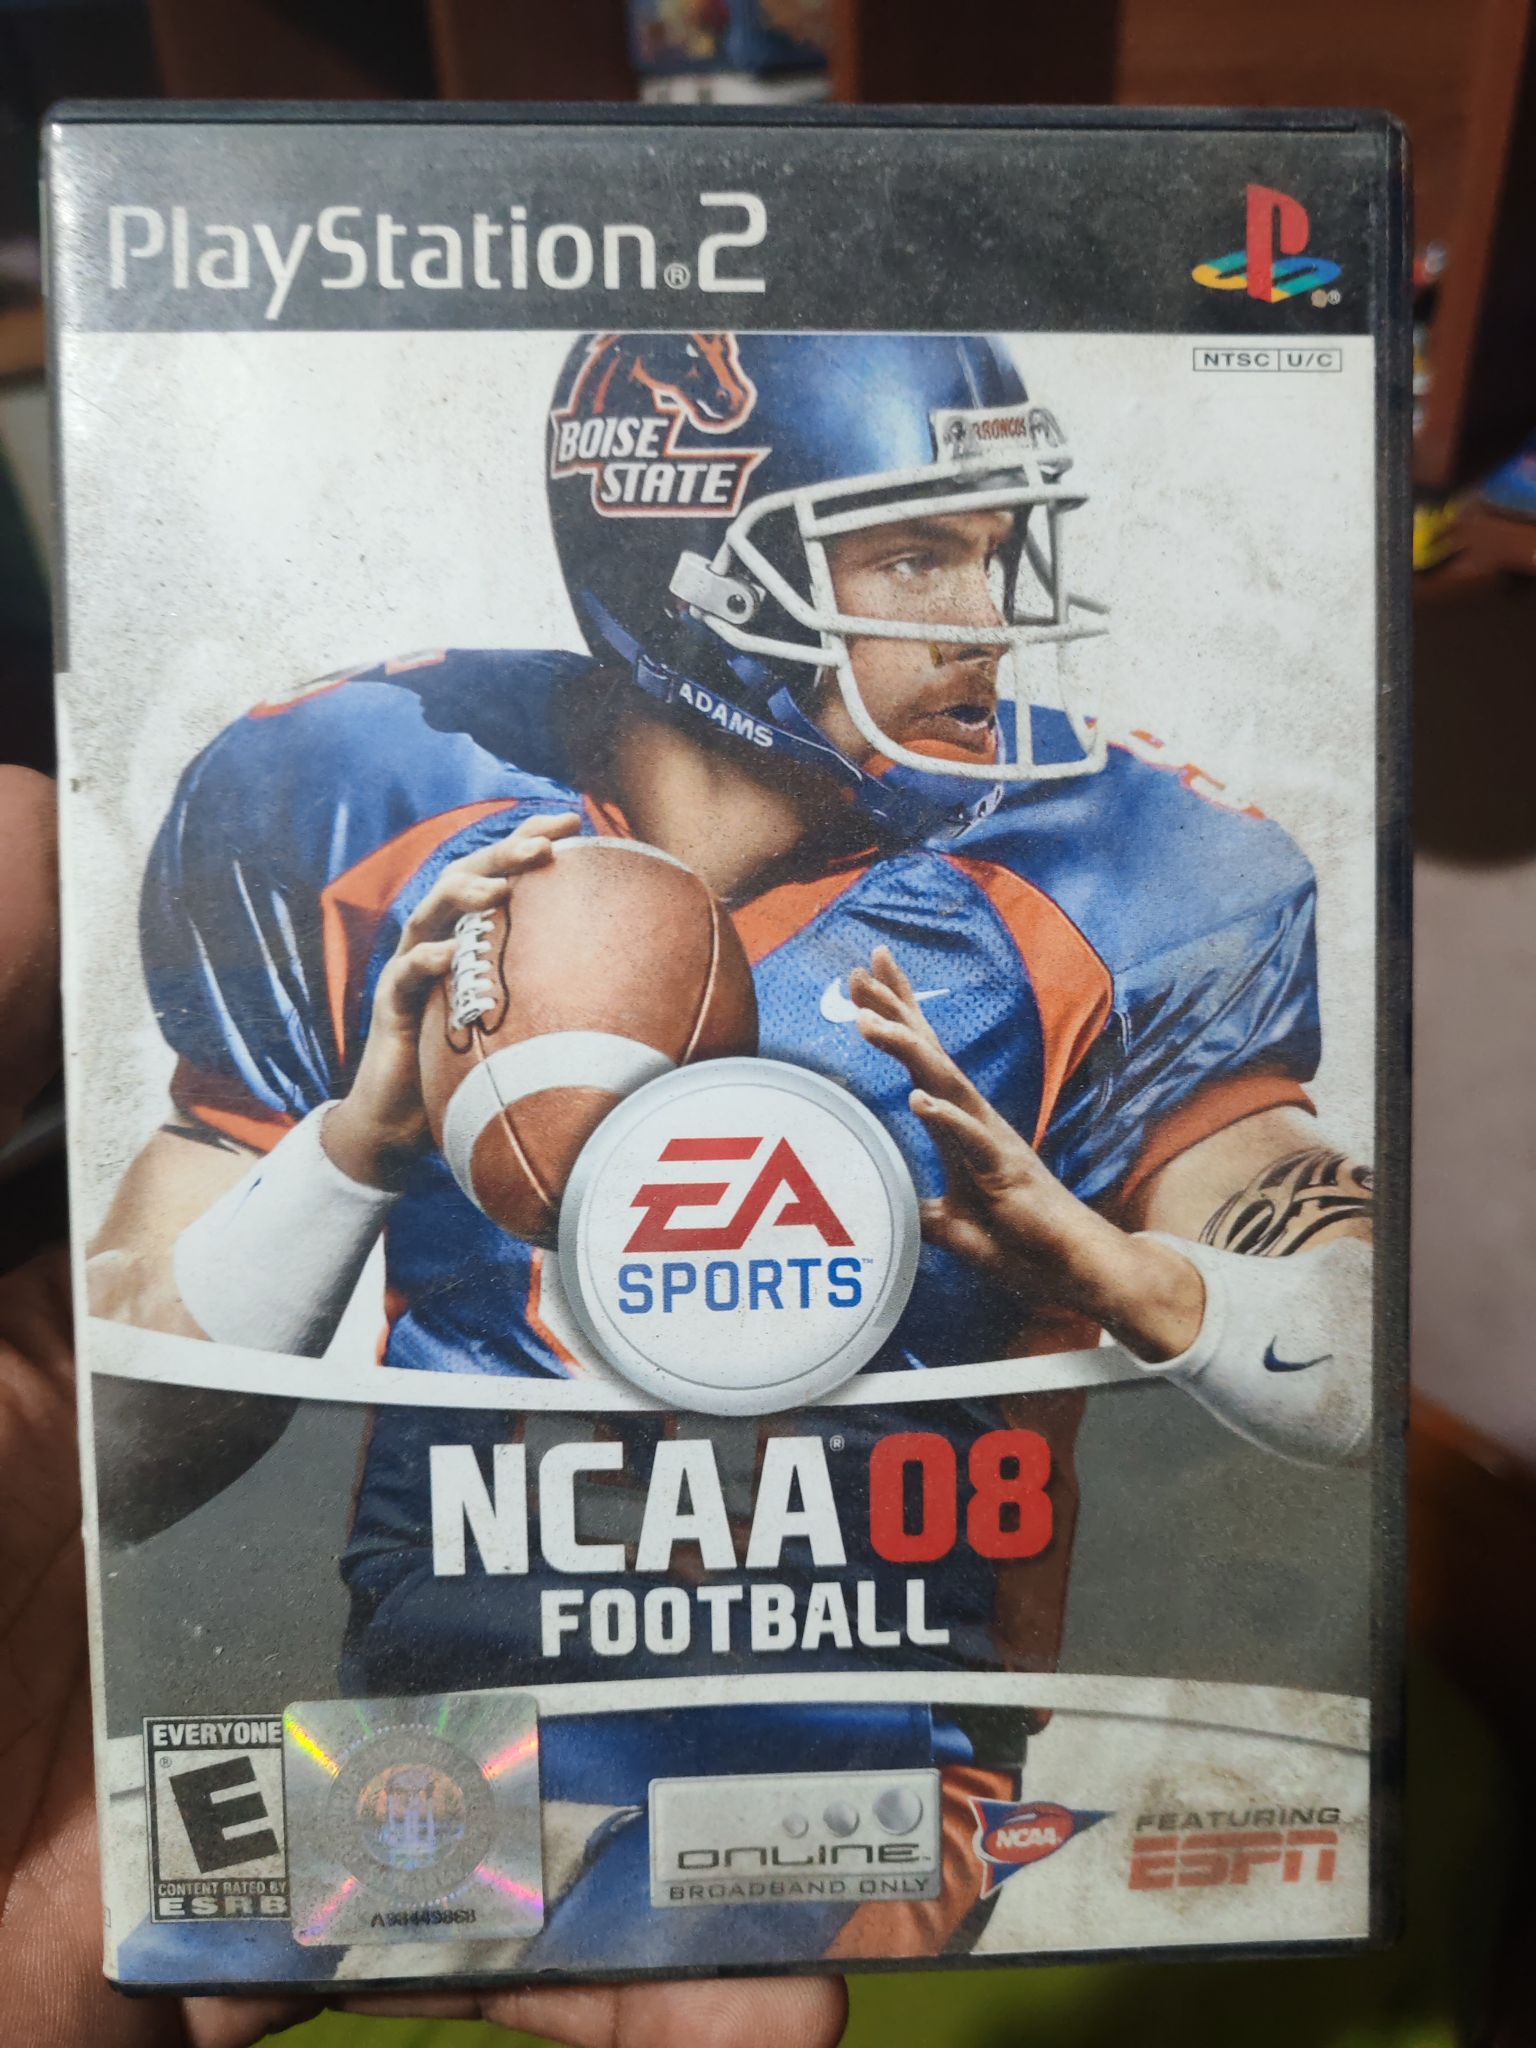 PlayStation®2
NTSC U/C
BOISE
STATE
BRONCOS
ADAMS
EA
SPORTS™
NCAA® 08
FOOTBALL
EVERYONE
E
CONTENT RATED BY
ESRB
ONLINE™
BROADBAND ONLY
NCAA
FEATURING
ESPN